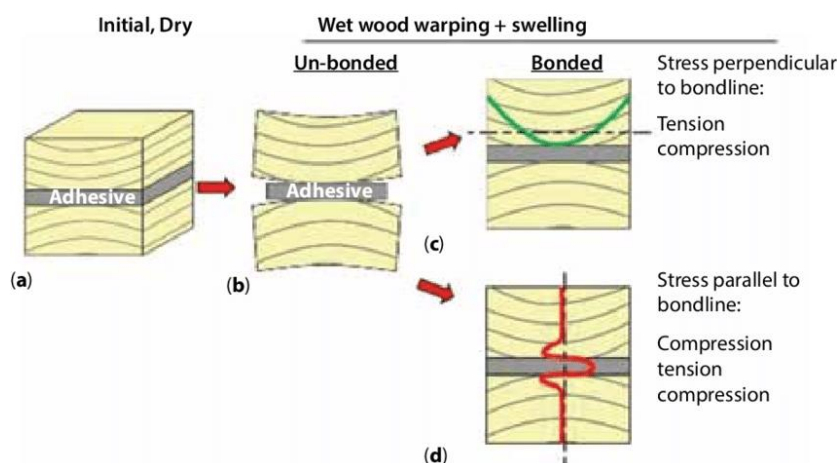 Initial, Dry
Wet wood warping + swelling
Un-bonded
Bonded
Stress perpendicular
to bondline:
Tension
compression
Adhesive
Adhesive
(a)
(b)
(c)
Stress parallel to
bondline:
Compression
tension
compression
(d)